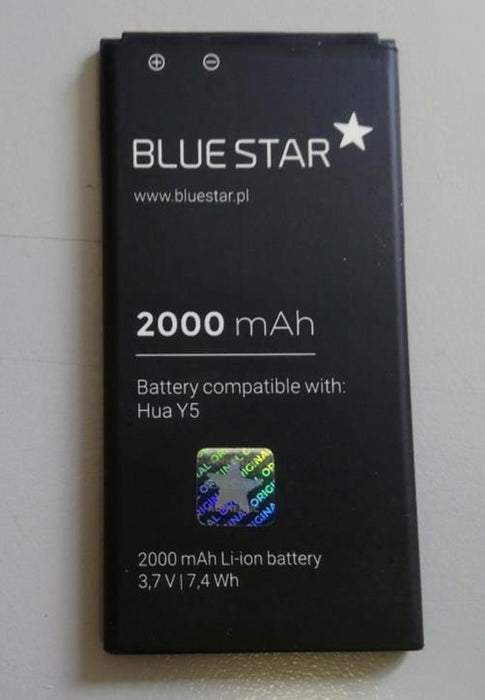 ⊕ ⊖
BLUE STAR
www.bluestar.pl
2000 mAh
Battery compatible with:
Hua Y5
ORIGINAL
2000 mAh Li-ion battery
3,7 V | 7,4 Wh